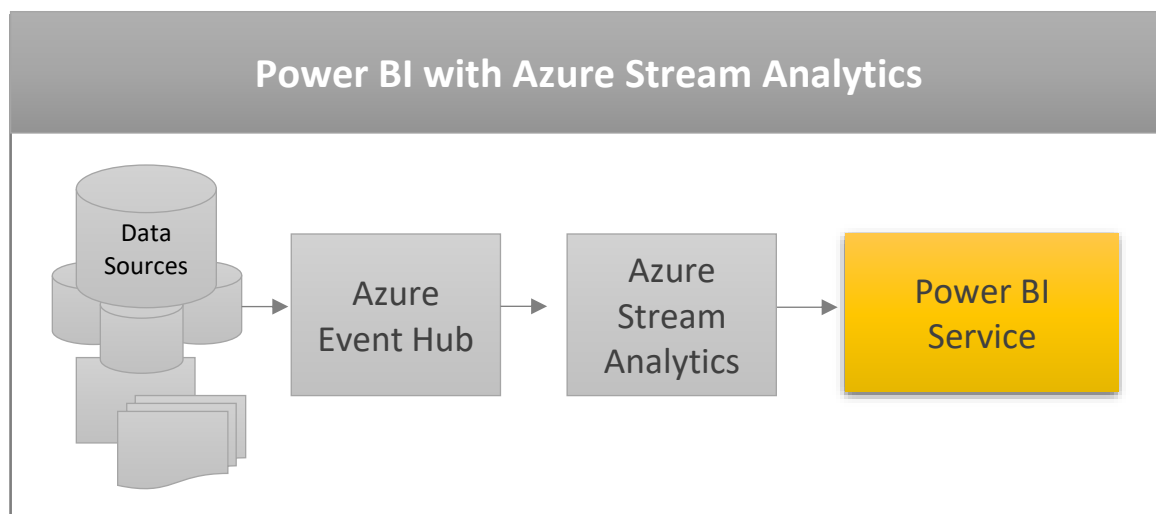 Power BI with Azure Stream Analytics
Data
Sources
Azure
Event Hub
Azure
Stream
Analytics
Power BI
Service